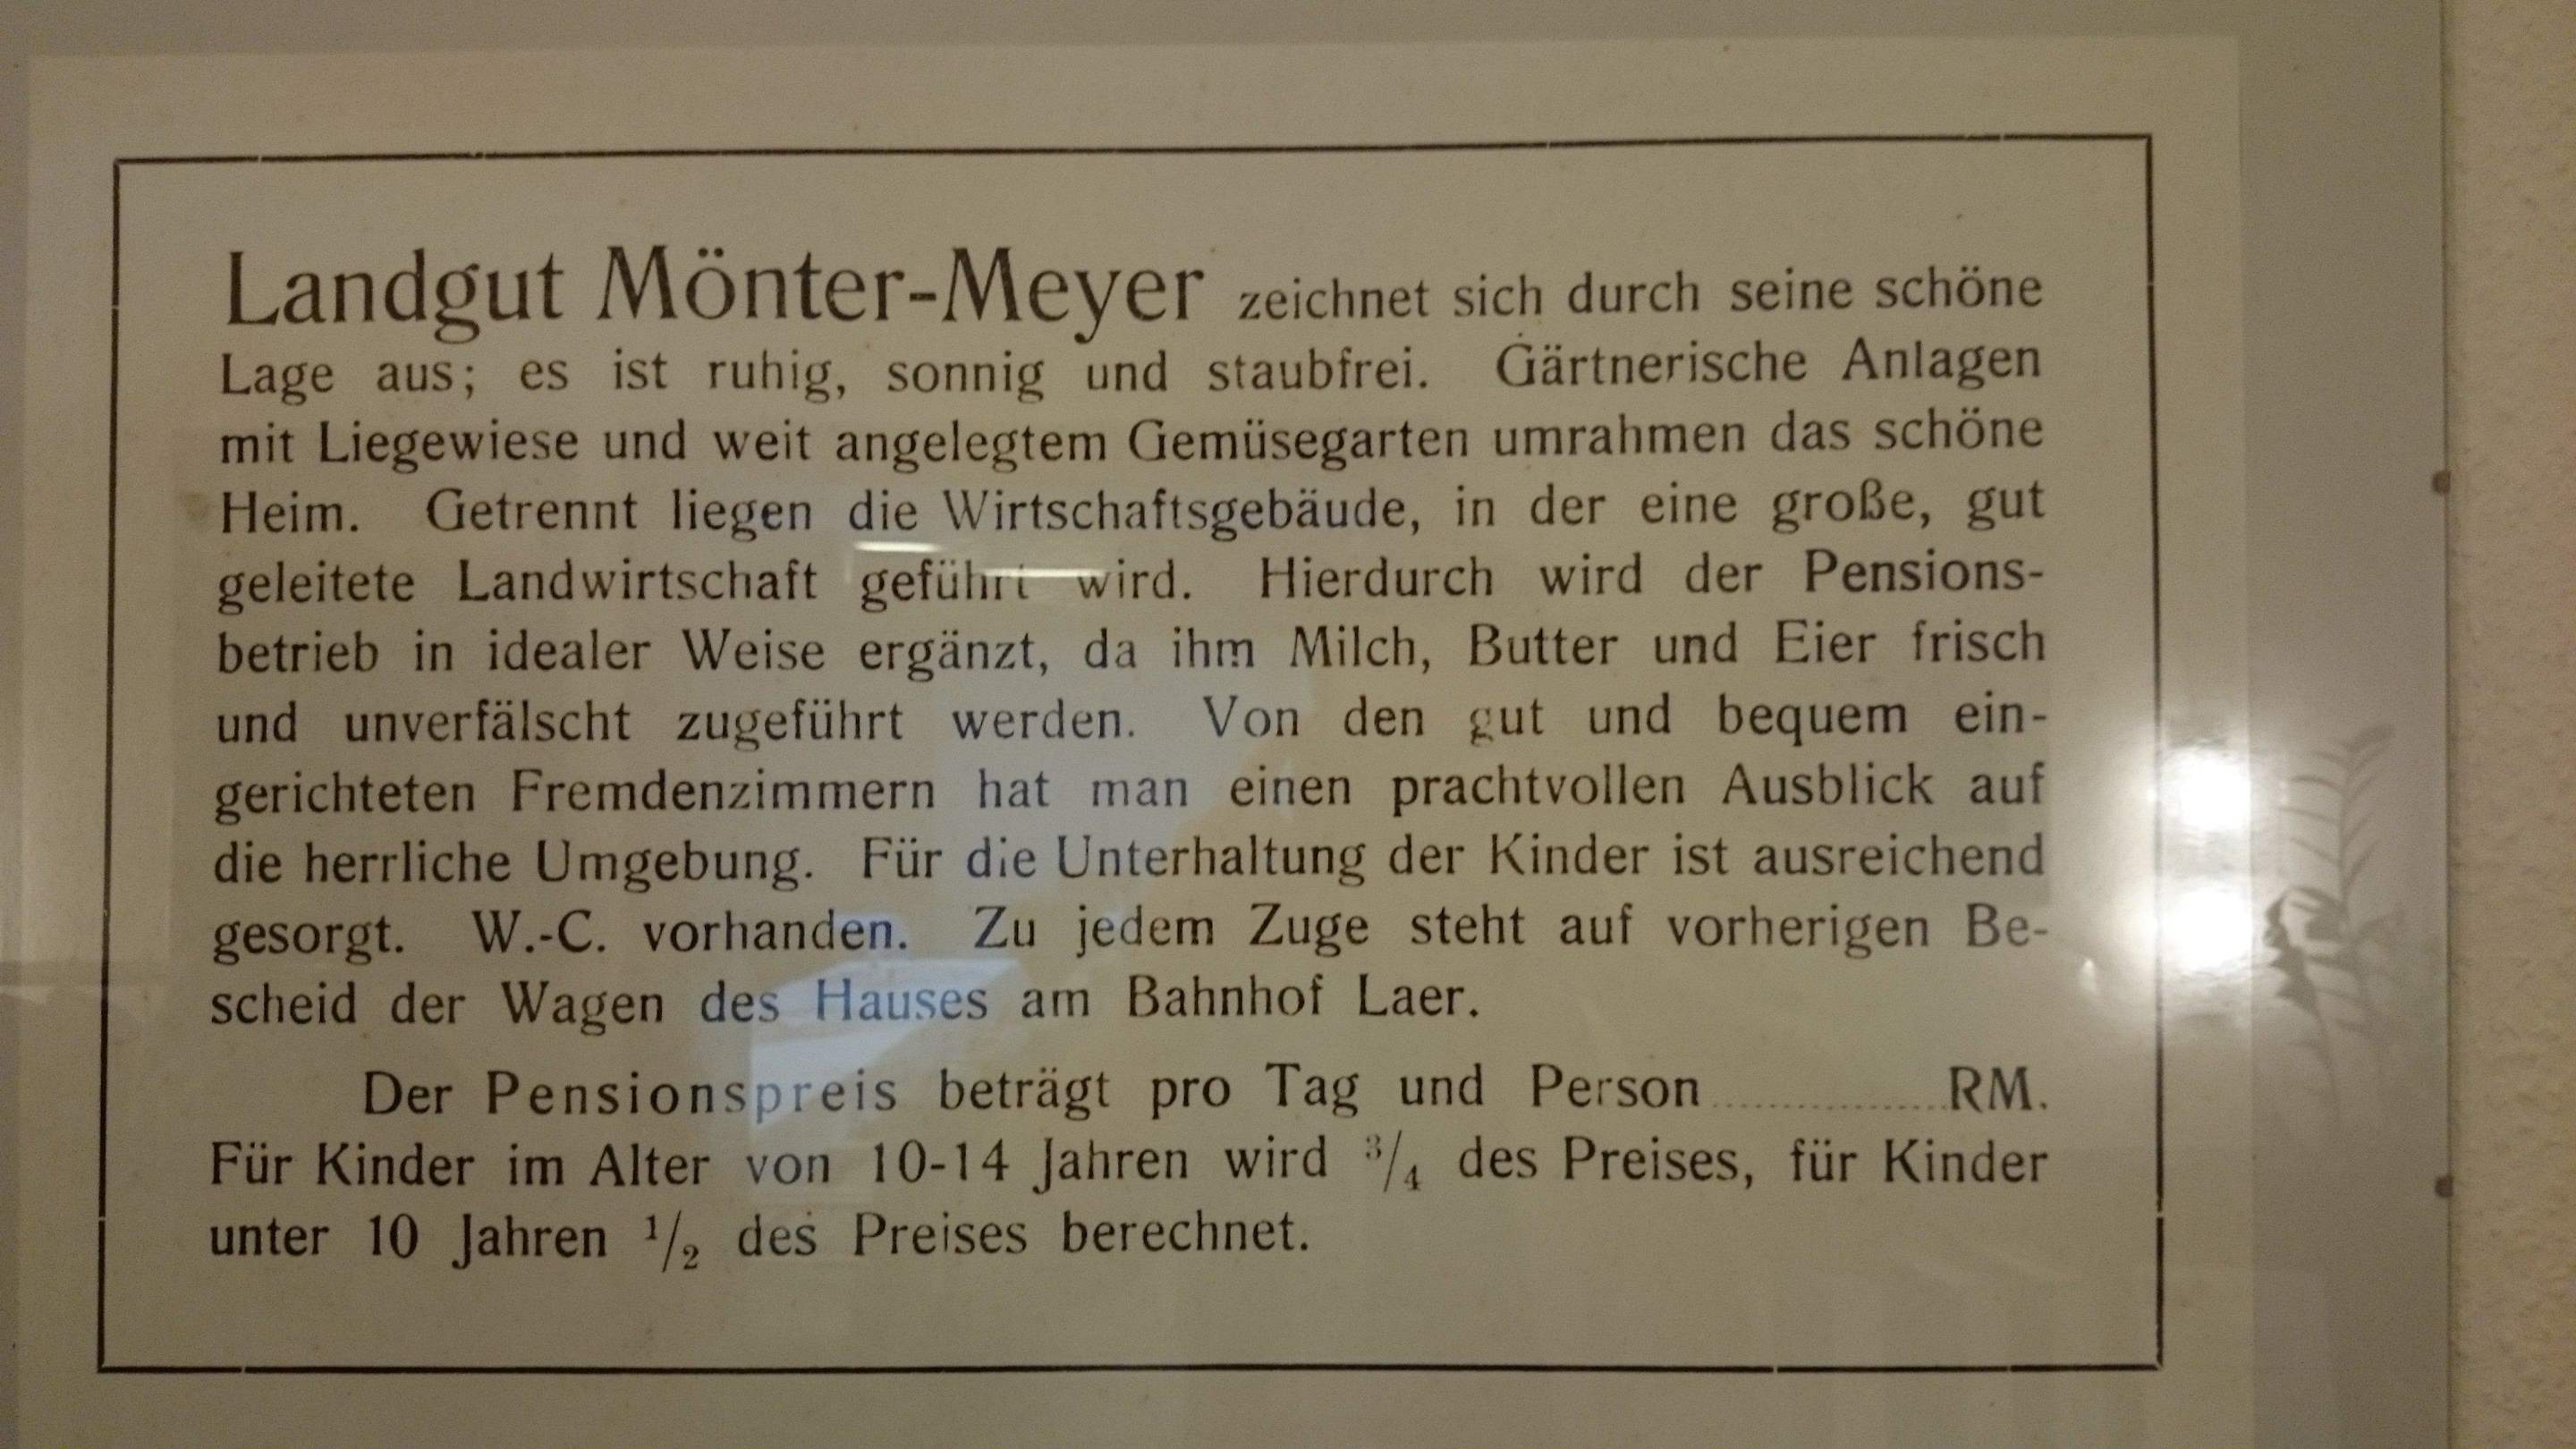 Landgut Mönter-Meyer zeichnet sich durch seine schöne
Lage aus; es ist ruhig, sonnig und staubfrei. Gärtnerische Anlagen
mit Liegewiese und weit angelegtem Gemüsegarten umrahmen das schöne
Heim. Getrennt liegen die Wirtschaftsgebäude, in der eine große, gut
geleitete Landwirtschaft geführt wird. Hierdurch wird der Pensions-
betrieb in idealer Weise ergänzt, da ihm Milch, Butter und Eier frisch
und unverfälscht zugeführt werden. Von den gut und bequem ein-
gerichteten Fremdenzimmern hat man einen prachtvollen Ausblick auf
die herrliche Umgebung. Für die Unterhaltung der Kinder ist ausreichend
gesorgt. W.-C. vorhanden. Zu jedem Zuge steht auf vorherigen Be-
scheid der Wagen des Hauses am Bahnhof Laer.
Der Pensionspreis beträgt pro Tag und Person ................ RM.
Für Kinder im Alter von 10-14 Jahren wird 3/4 des Preises, für Kinder
unter 10 Jahren 1/2 des Preises berechnet.